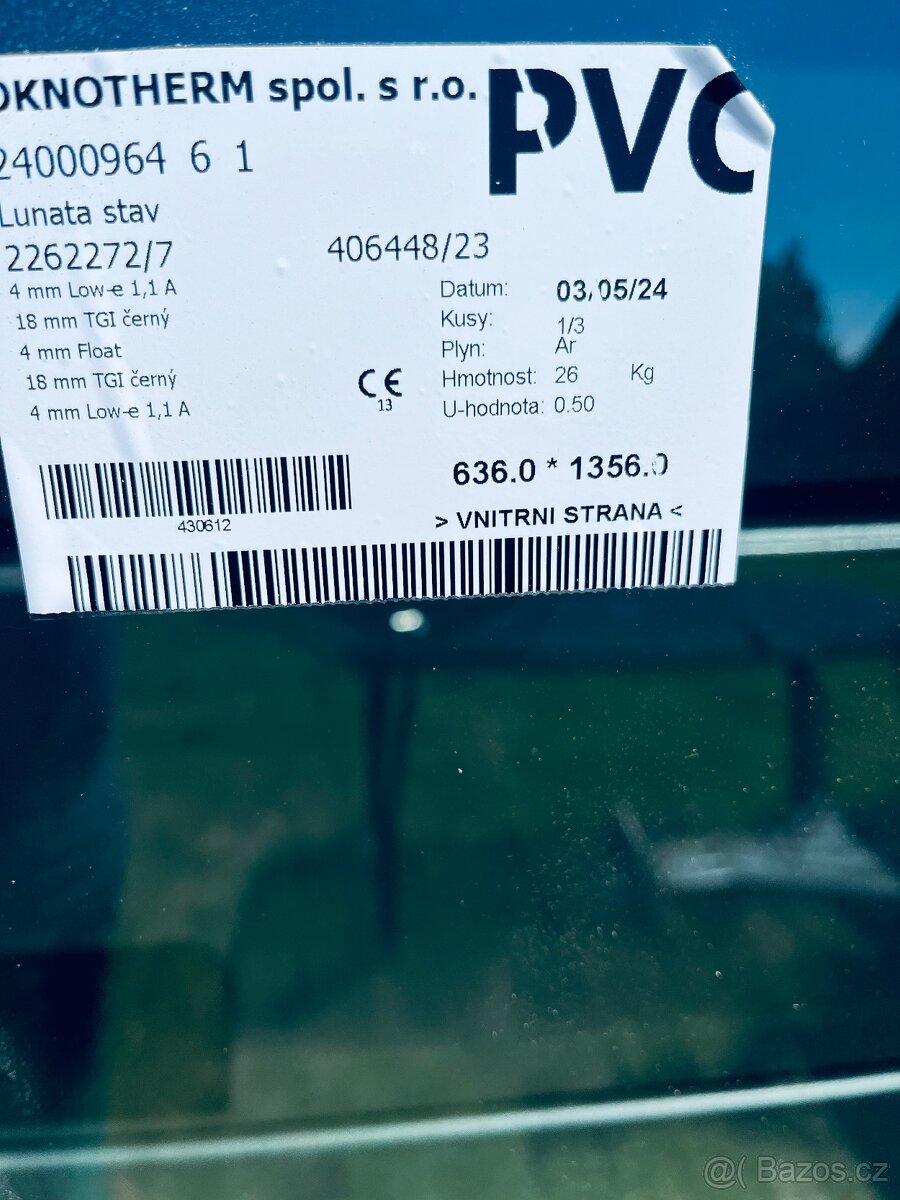 OKNOTHERM spol. s r.o. PVC
24000964 6 1
Lunata stav
2262272/7 406448/23
4 mm Low-e 1,1 A
18 mm TGI černý
4 mm Float
18 mm TGI černý
4 mm Low-e 1,1 A
CE
13
Datum: 03/05/24
Kusy: 1/3
Plyn: Ar
Hmotnost: 26 Kg
U-hodnota: 0.50
430612
636.0 * 1356.0
> VNITRNI STRANA <
@( Bazos.cz